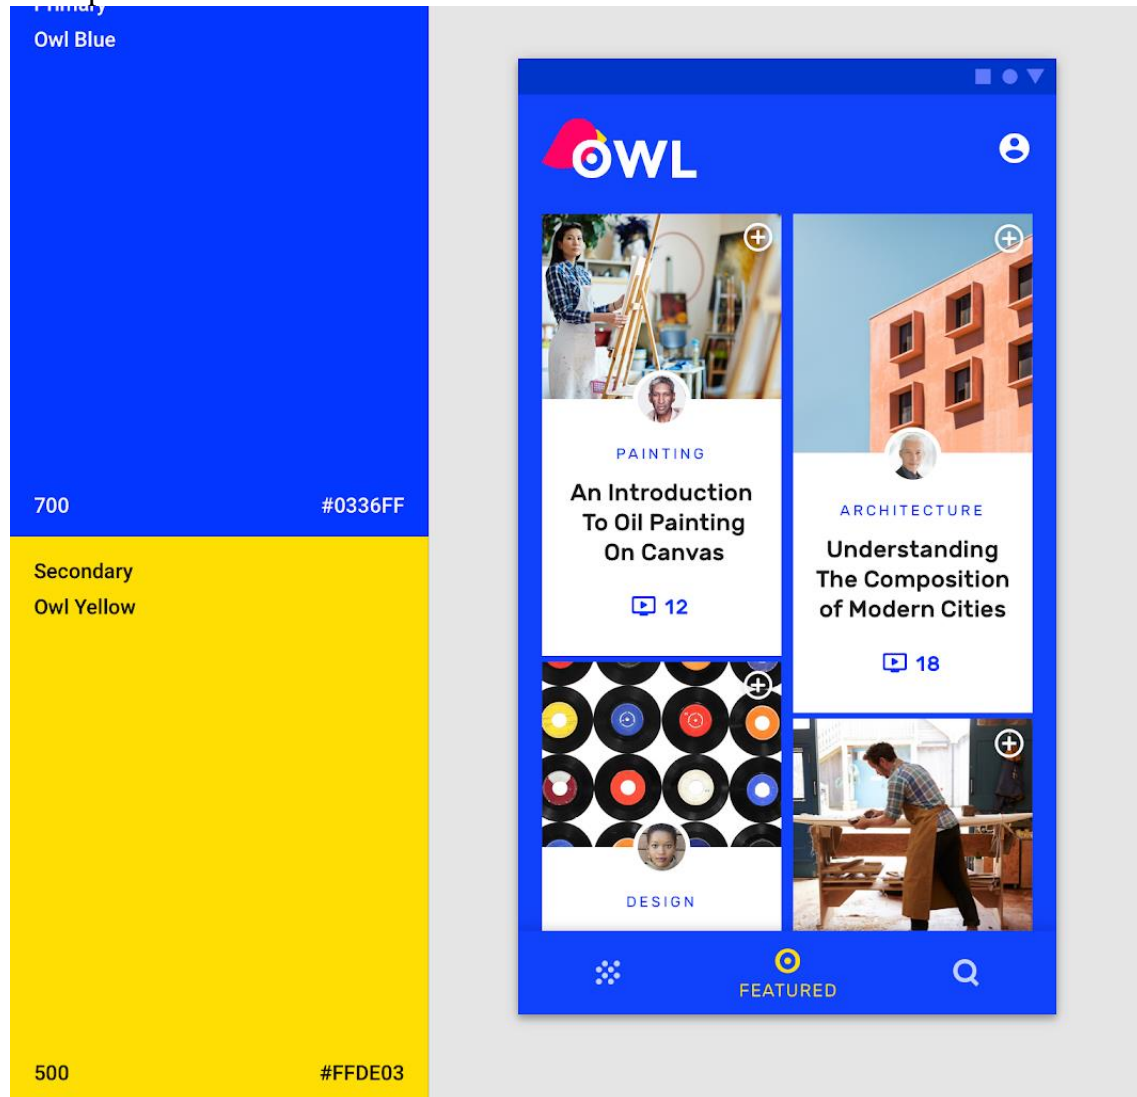 Primary
Owl Blue
700 #0336FF
Secondary
Owl Yellow
500 #FFDE03
OWL
PAINTING
An Introduction
To Oil Painting
On Canvas
12
ARCHITECTURE
Understanding
The Composition
of Modern Cities
18
DESIGN
FEATURED